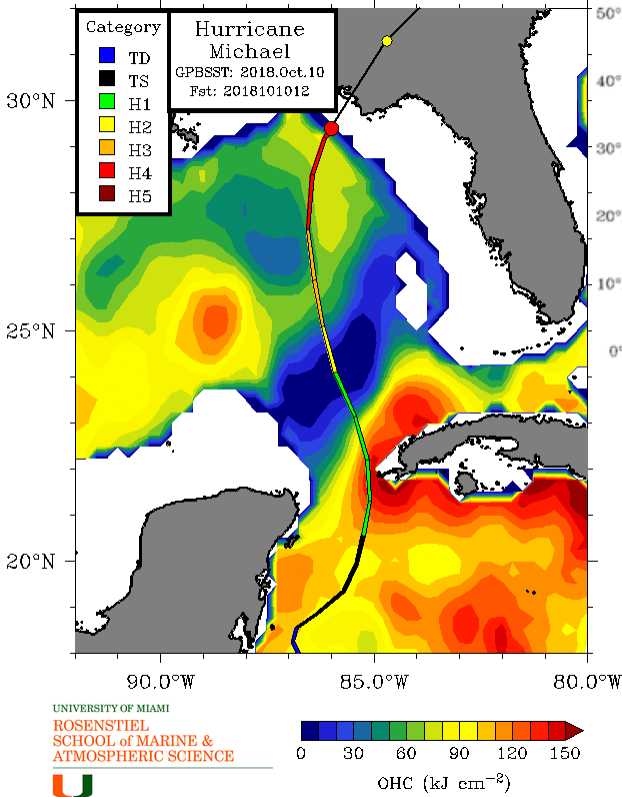 Category
TD
TS
H1
H2
H3
H4
H5
Hurricane
Michael
GPBSST: 2018.Oct.10
Fst: 2018101012
30°N
25°N
20°N
50°
40°
30°
20°
10°
0°
90.0°W
85.0°W
80.0°W
UNIVERSITY OF MIAMI
ROSENSTIEL
SCHOOL of MARINE &
ATMOSPHERIC SCIENCE
0 30 60 90 120 150
OHC (kJ cm⁻²)